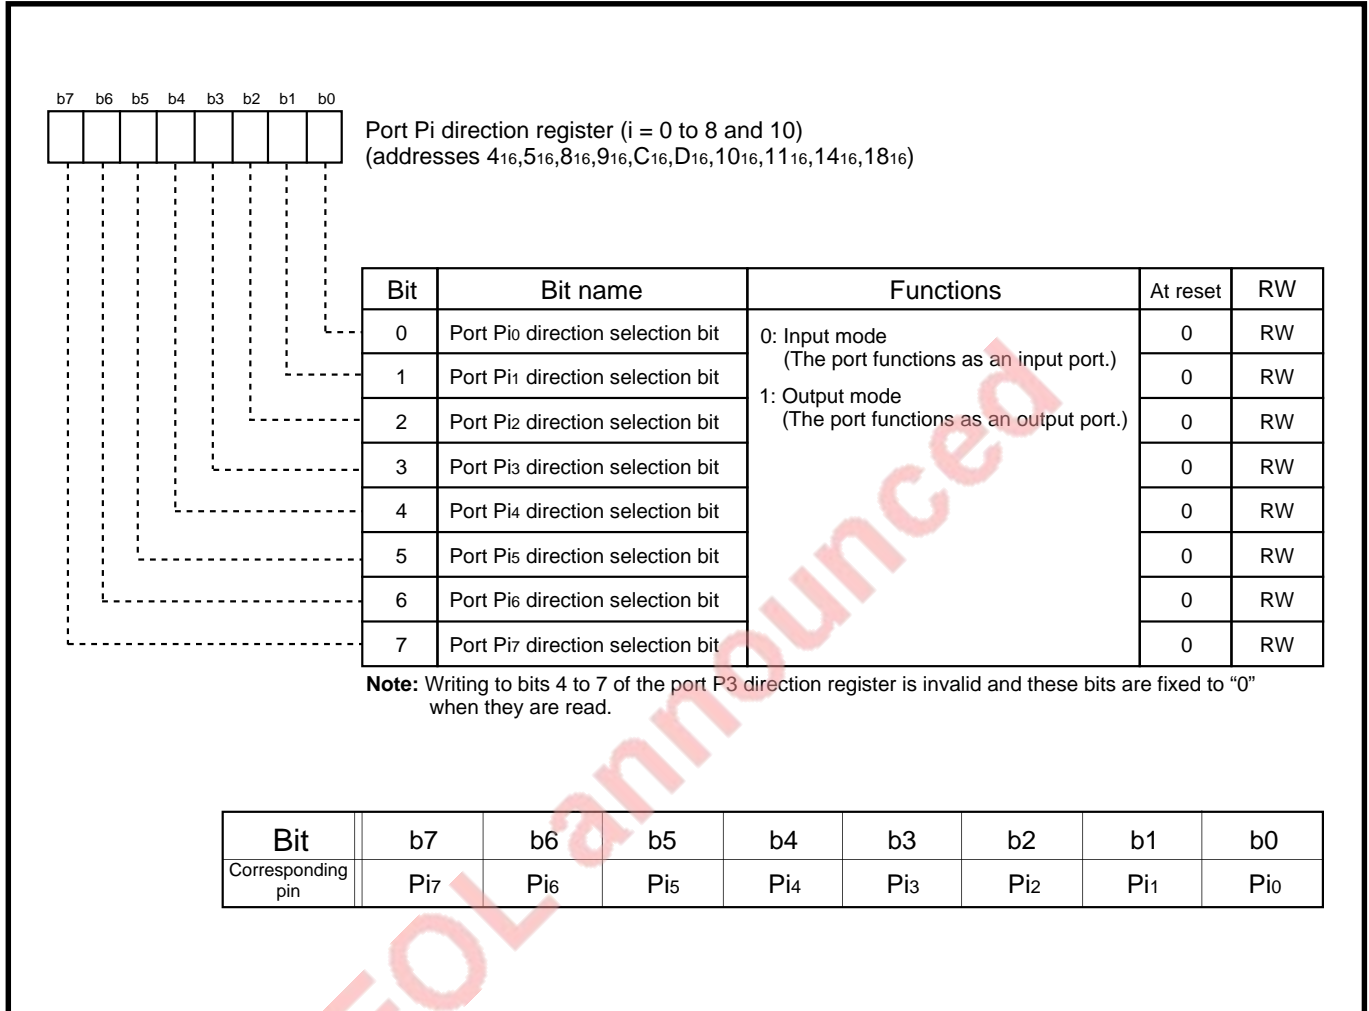 b7 b6 b5 b4 b3 b2 b1 b0
Port Pi direction register (i = 0 to 8 and 10)
(addresses 4₁₆,5₁₆,8₁₆,9₁₆,C₁₆,D₁₆,10₁₆,11₁₆,14₁₆,18₁₆)
Bit Bit name Functions At reset RW
0 Port Pi₀ direction selection bit 0: Input mode 0 RW
(The port functions as an input port.)
1 Port Pi₁ direction selection bit 0 RW
1: Output mode
2 Port Pi₂ direction selection bit (The port functions as an output port.) 0 RW
3 Port Pi₃ direction selection bit 0 RW
4 Port Pi₄ direction selection bit 0 RW
5 Port Pi₅ direction selection bit 0 RW
6 Port Pi₆ direction selection bit 0 RW
7 Port Pi₇ direction selection bit 0 RW
Note: Writing to bits 4 to 7 of the port P3 direction register is invalid and these bits are fixed to “0”
when they are read.
Bit b7 b6 b5 b4 b3 b2 b1 b0
Corresponding
pin Pi₇ Pi₆ Pi₅ Pi₄ Pi₃ Pi₂ Pi₁ Pi₀
EOL announced